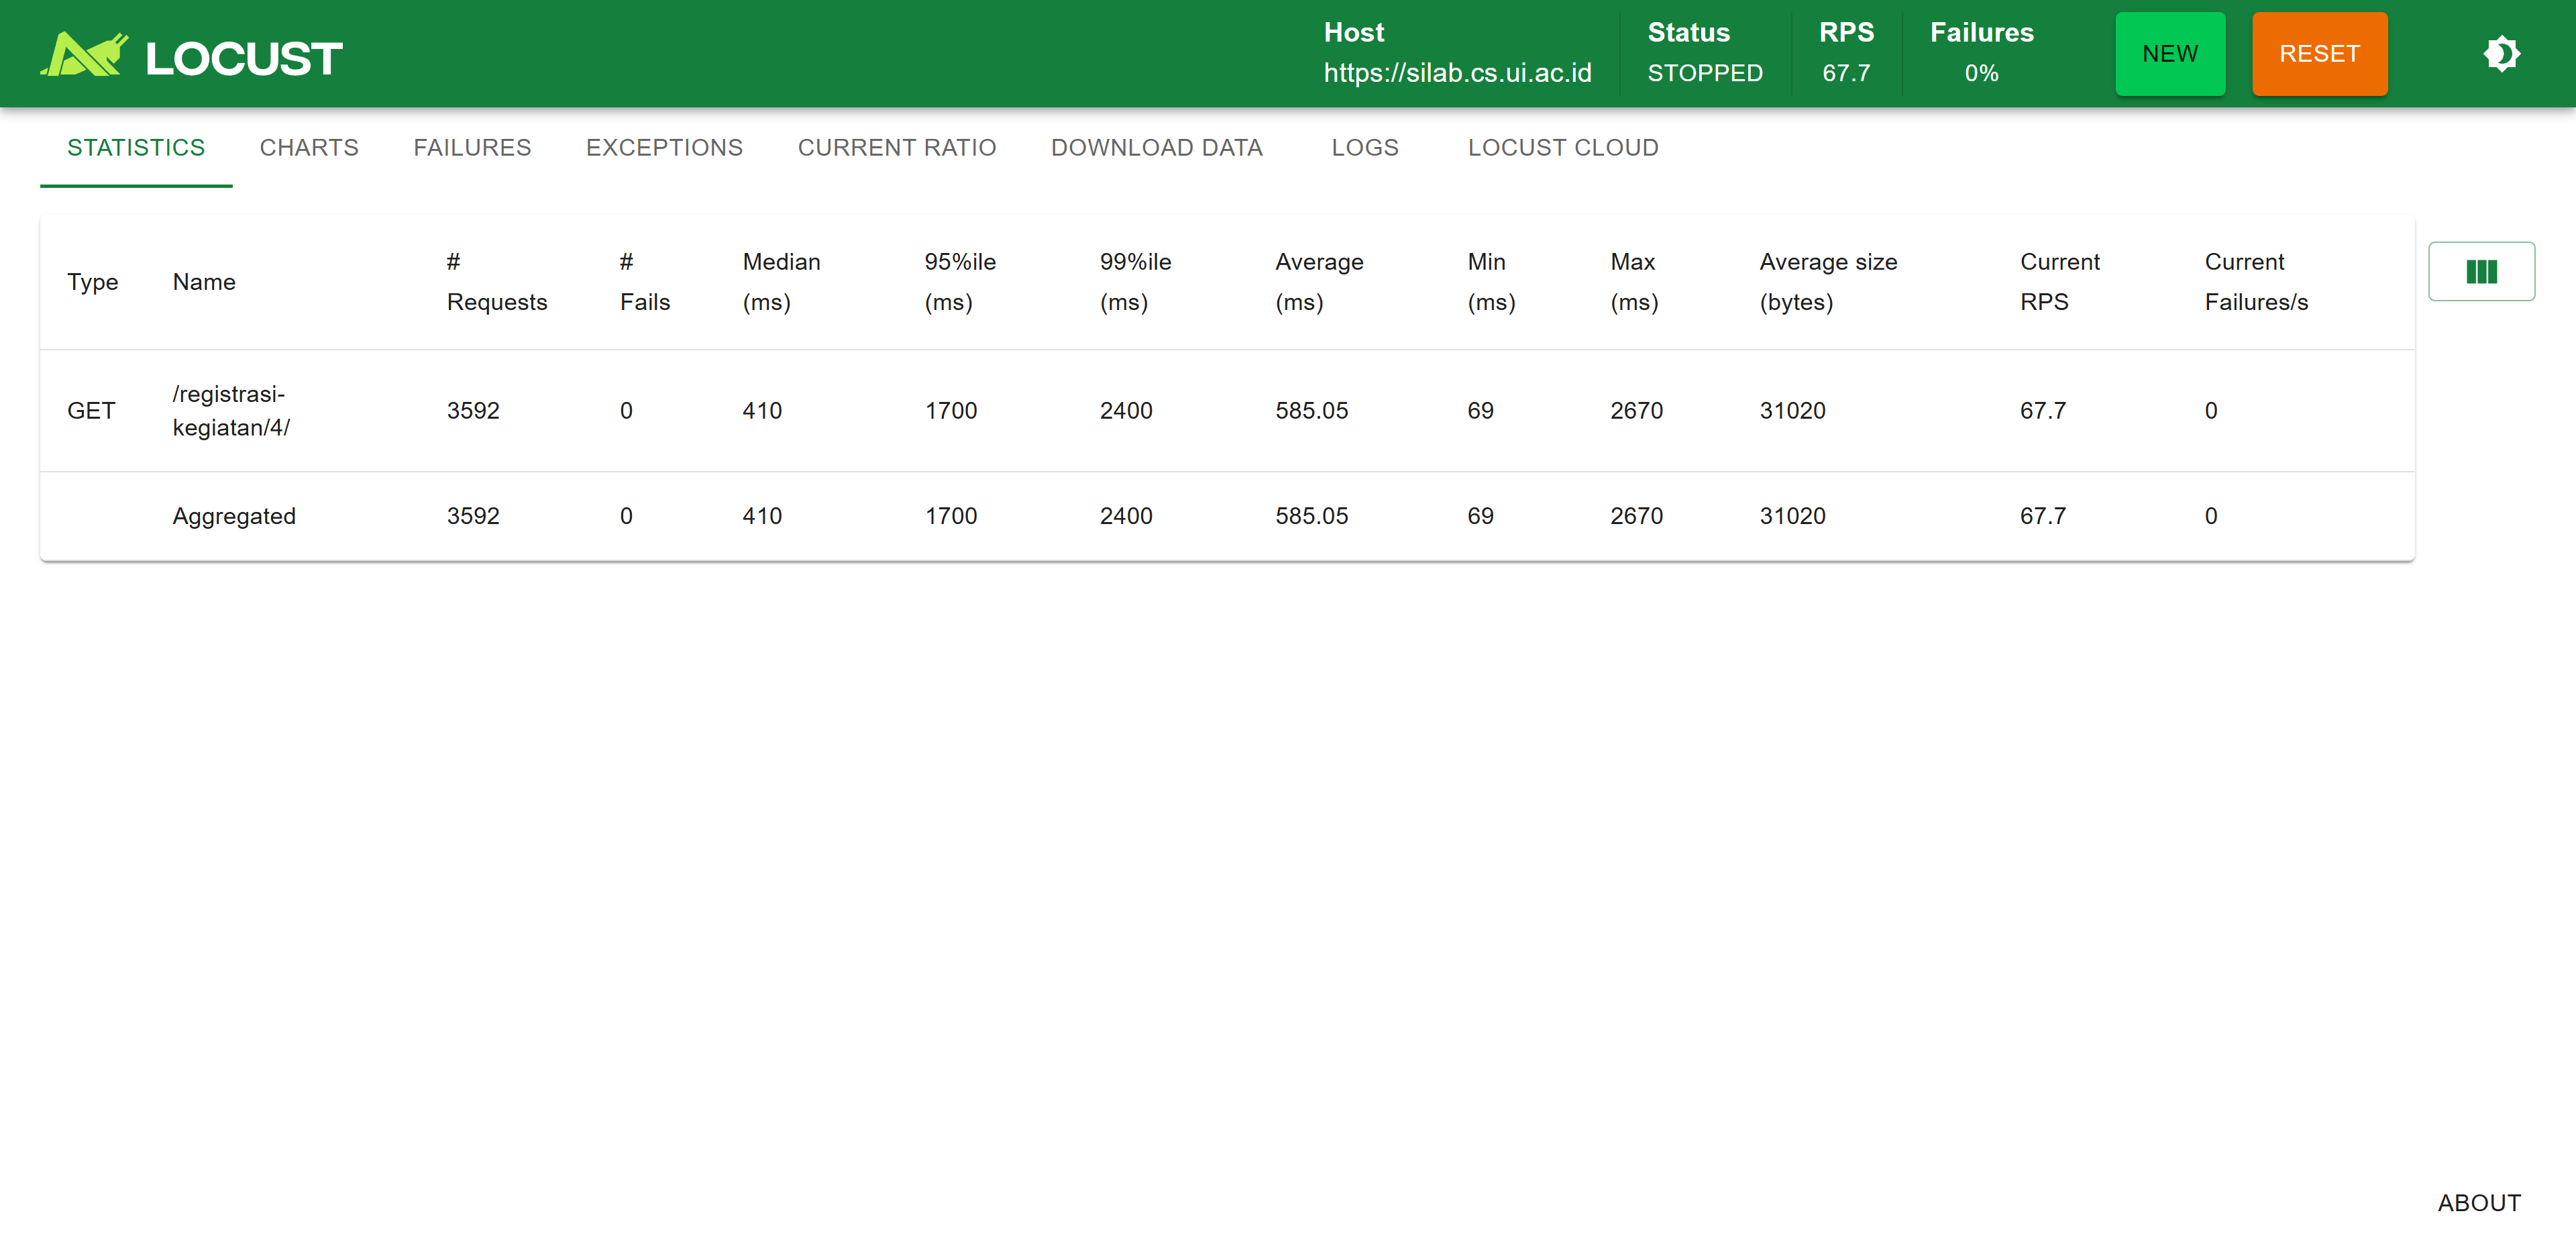 LOCUST
Host
https://silab.cs.ui.ac.id
Status
STOPPED
RPS
67.7
Failures
0%
NEW
RESET
STATISTICS CHARTS FAILURES EXCEPTIONS CURRENT RATIO DOWNLOAD DATA LOGS LOCUST CLOUD
Type Name # Requests # Fails Median (ms) 95%ile (ms) 99%ile (ms) Average (ms) Min (ms) Max (ms) Average size (bytes) Current RPS Current Failures/s
GET /registrasi-kegiatan/4/ 3592 0 410 1700 2400 585.05 69 2670 31020 67.7 0
Aggregated 3592 0 410 1700 2400 585.05 69 2670 31020 67.7 0
ABOUT